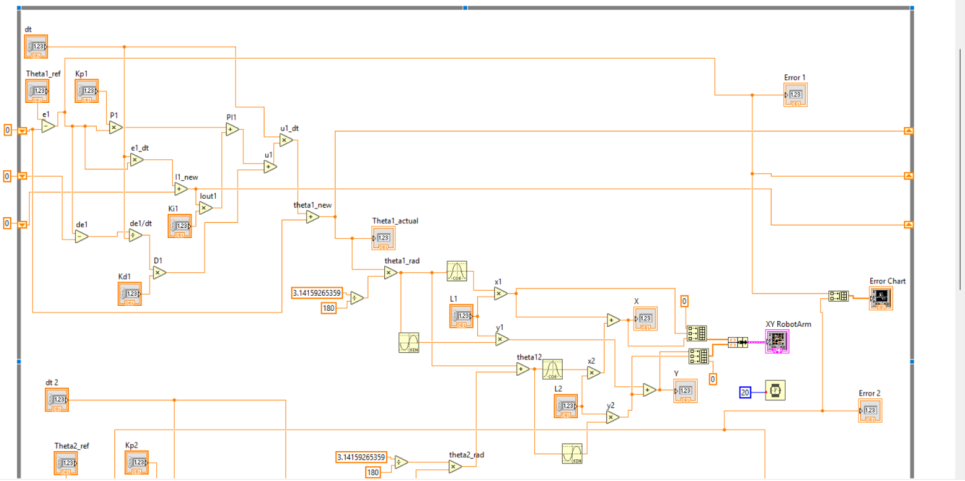 dt
Theta1_ref
Kp1
Error 1
e1
P1
PI1
u1_dt
0
e1_dt
u1
0
I1_new
Iout1
Ki1
theta1_new
0
Theta1_actual
de1
de1/dt
D1
theta1_rad
Kd1
3.14159265359
180
x1
L1
X
0
Error Chart
XY RobotArm
y1
theta12
x2
L2
Y
0
y2
20
dt 2
Error 2
Theta2_ref
Kp2
3.14159265359
180
theta2_rad